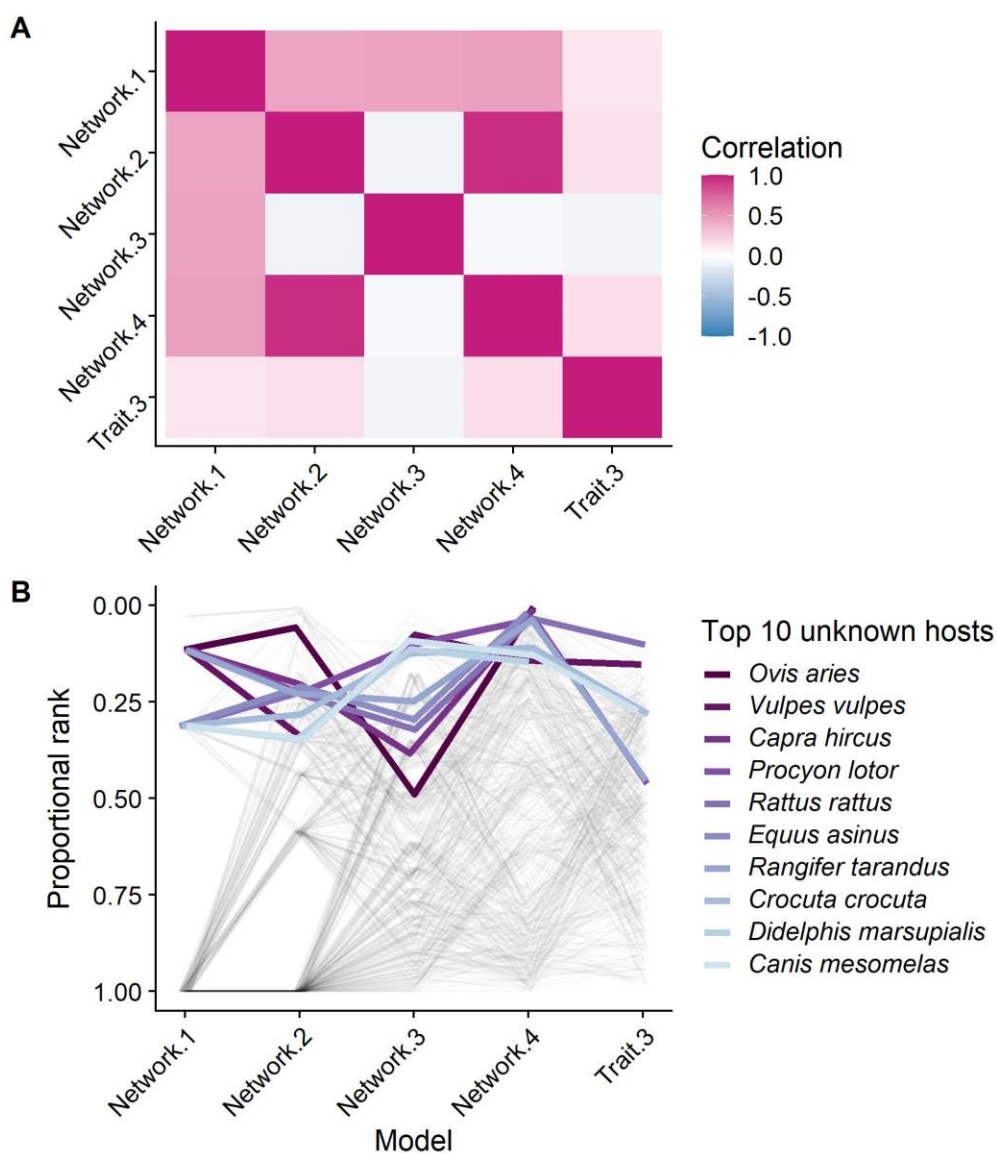 A
Network.1
Network.2
Network.3
Network.4
Trait.3
Network.1
Network.2
Network.3
Network.4
Trait.3
Correlation
1.0
0.5
0.0
-0.5
-1.0
B
Proportional rank
0.00
0.25
0.50
0.75
1.00
Network.1
Network.2
Network.3
Network.4
Trait.3
Model
Top 10 unknown hosts
Ovis aries
Vulpes vulpes
Capra hircus
Procyon lotor
Rattus rattus
Equus asinus
Rangifer tarandus
Crocuta crocuta
Didelphis marsupialis
Canis mesomelas